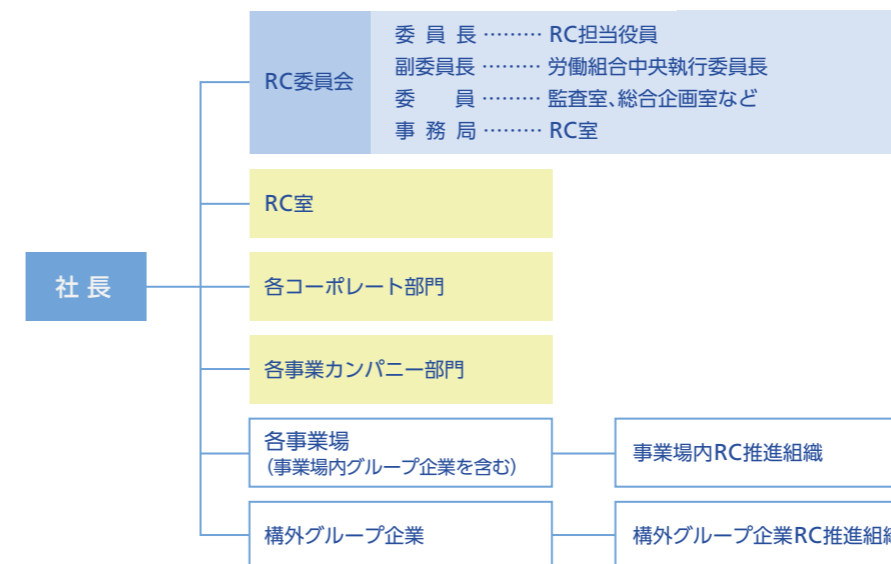 委員長 ……… RC担当役員
副委員長 ……… 労働組合中央執行委員長
RC委員会
委員 ……… 監査室、総合企画室など
事務局 ……… RC室
RC室
社長
各コーポレート部門
各事業カンパニー部門
各事業場
(事業場内グループ企業を含む)
事業場内RC推進組織
構外グループ企業
構外グループ企業RC推進組